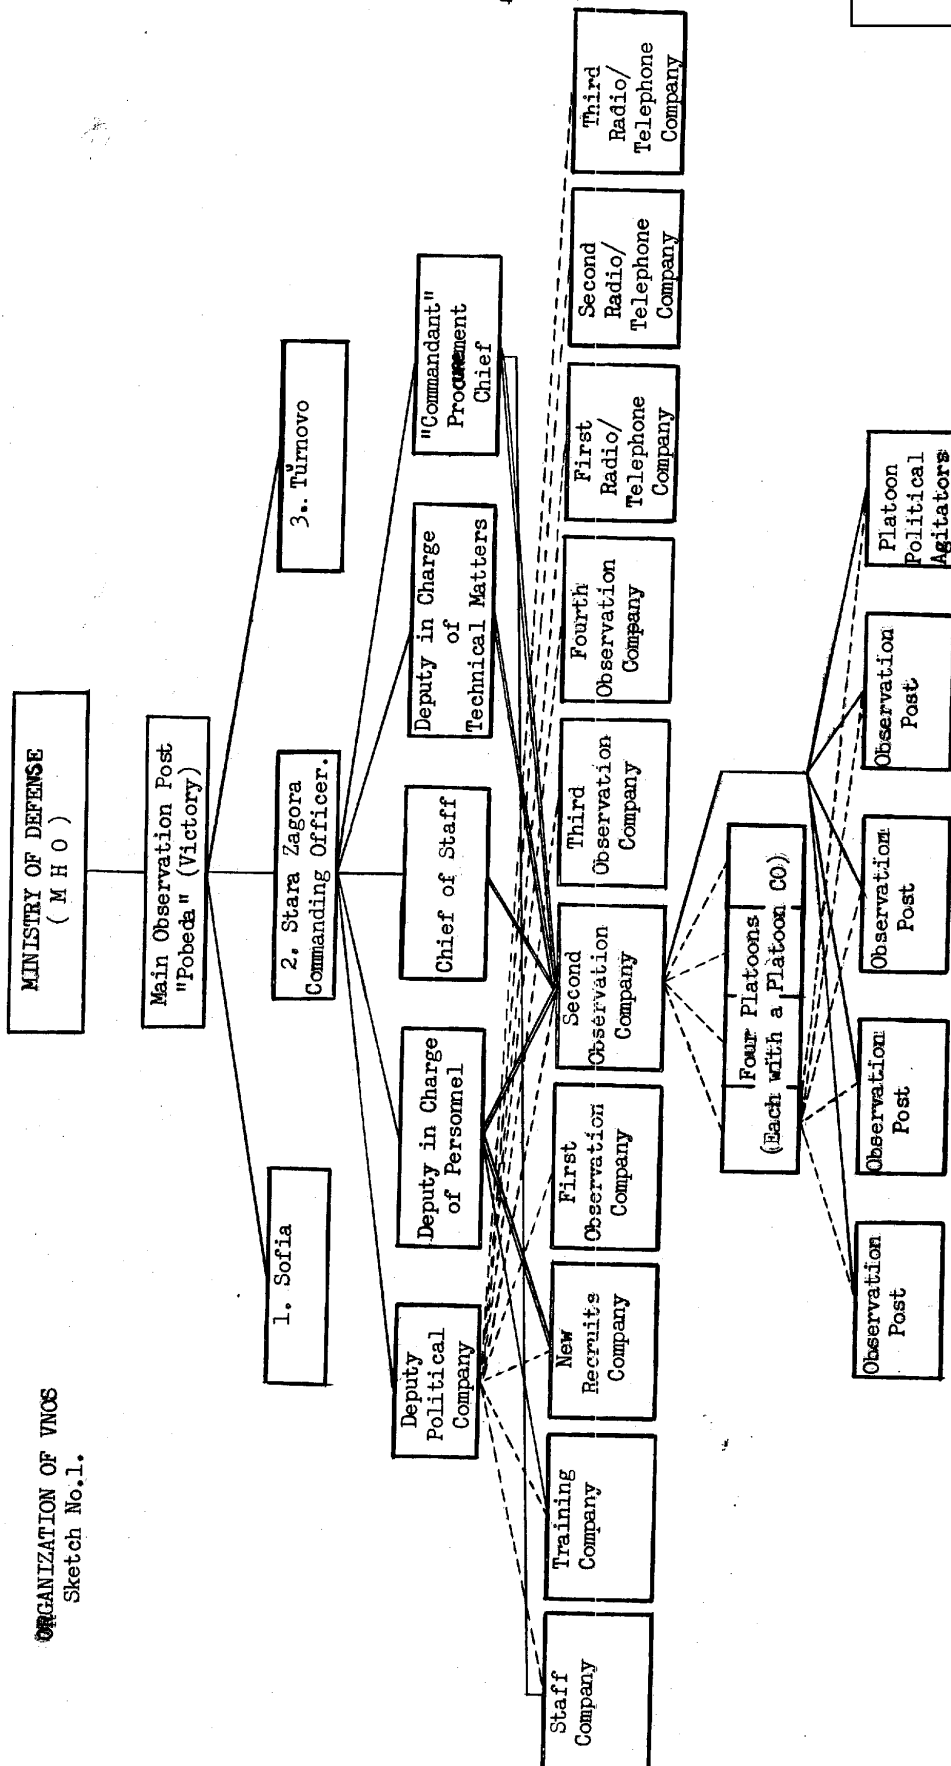 ORGANIZATION OF VNOS
Sketch No.1.
MINISTRY OF DEFENSE
( M H O )
Main Observation Post
"Pobeda" (Victory)
1. Sofia
2. Stara Zagora
Commanding Officer.
3.. Tŭrnovo
Deputy
Political
Company
Deputy in Charge
of Personnel
Chief of Staff
Deputy in Charge
of
Technical Matters
"Commandant"
Procurement
Chief
Staff
Company
Training
Company
New
Recruits
Company
First
Observation
Company
Second
Observation
Company
Third
Observation
Company
Fourth
Observation
Company
First
Radio/
Telephone
Company
Second
Radio/
Telephone
Company
Third
Radio/
Telephone
Company
Four Platoons
(Each with a Platoon CO)
Observation
Post
Observation
Post
Observation
Post
Observation
Post
Platoon
Political
Agitators